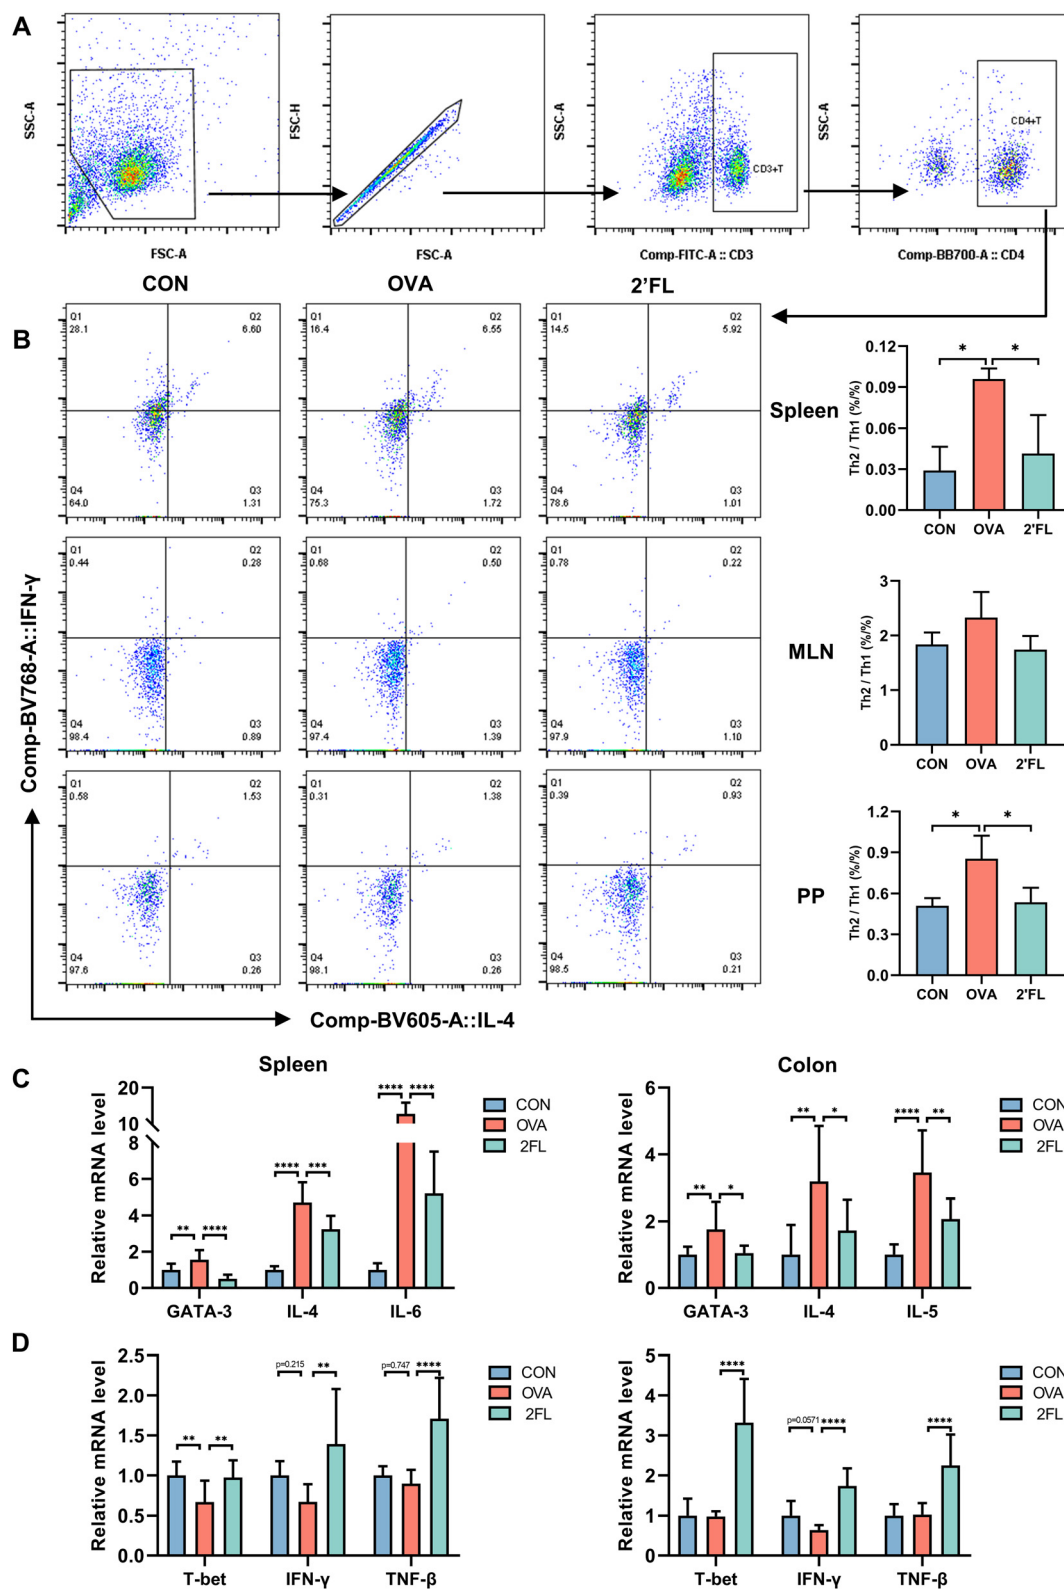 A
SSC-A
FSC-A
FSC-H
FSC-A
SSC-A
CD3+T
Comp-FITC-A :: CD3
SSC-A
CD4+T
Comp-BB700-A :: CD4
CON
OVA
2'FL
B
Comp-BV768-A::IFN-γ
Q1
28.1
Q2
6.60
Q4
64.0
Q3
1.31
Q1
16.4
Q2
6.55
Q4
75.3
Q3
1.72
Q1
14.5
Q2
5.92
Q4
78.6
Q3
1.01
Spleen
Th2 / Th1 (%/%)
0.12
0.09
0.06
0.03
0.00
* *
CON OVA 2'FL
Q1
0.44
Q2
0.28
Q4
98.4
Q3
0.89
Q1
0.68
Q2
0.50
Q4
97.4
Q3
1.39
Q1
0.78
Q2
0.22
Q4
97.9
Q3
1.10
MLN
Th2 / Th1 (%/%)
3
2
1
0
CON OVA 2'FL
Q1
0.58
Q2
1.53
Q4
97.6
Q3
0.26
Q1
0.31
Q2
1.38
Q4
98.1
Q3
0.26
Q1
0.39
Q2
0.93
Q4
98.5
Q3
0.21
PP
Th2 / Th1 (%/%)
1.2
0.9
0.6
0.3
0.0
* *
CON OVA 2'FL
Comp-BV605-A::IL-4
C
Spleen
Relative mRNA level
20
10
8
6
4
2
0
** ****
**** ***
**** ****
GATA-3 IL-4 IL-6
CON
OVA
2FL
Colon
Relative mRNA level
6
4
2
0
** *
** *
**** **
GATA-3 IL-4 IL-5
CON
OVA
2FL
D
Relative mRNA level
2.5
2.0
1.5
1.0
0.5
0.0
** **
p=0.215 **
p=0.747 ****
T-bet IFN-γ TNF-β
CON
OVA
2FL
Relative mRNA level
5
4
3
2
1
0
****
p=0.0571 ****
****
T-bet IFN-γ TNF-β
CON
OVA
2FL